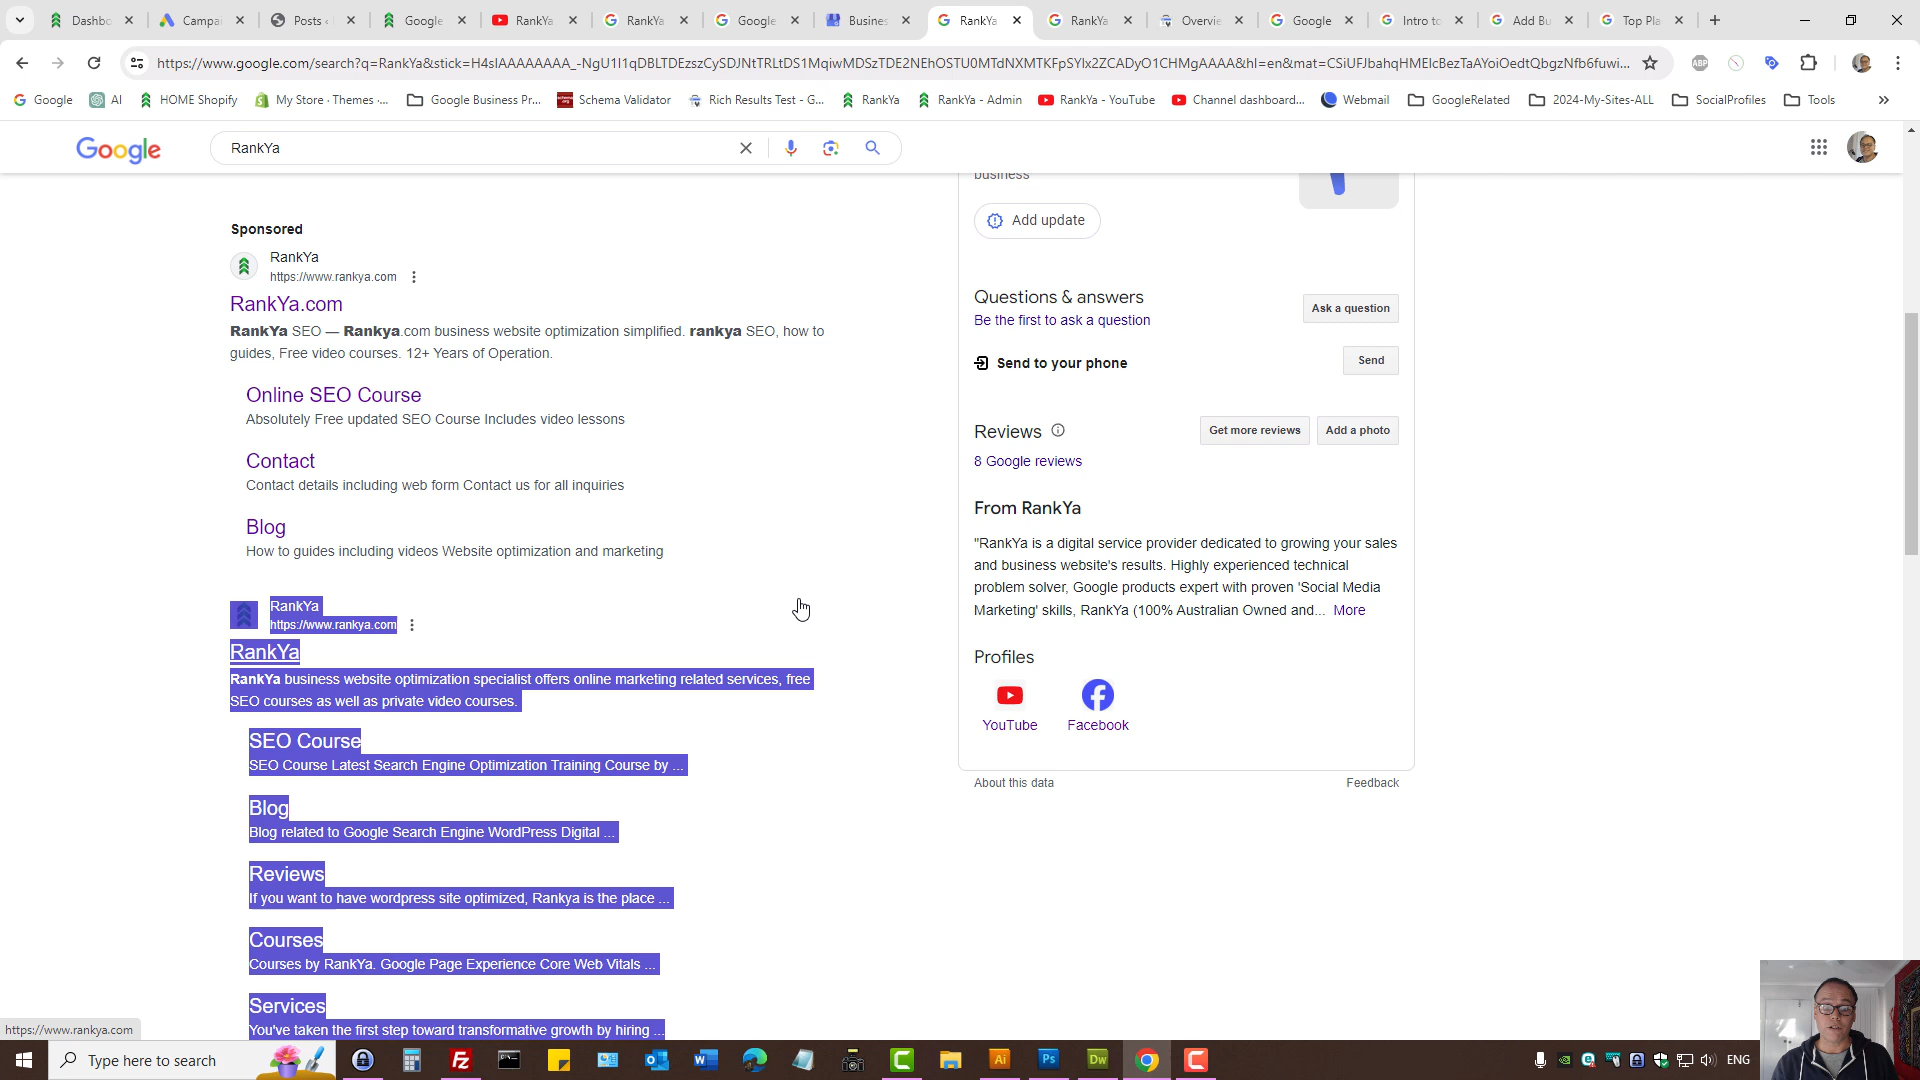 Dashbo
Campai
Posts ‹
Google
RankYa
RankYa
Google
Busines
RankYa
RankYa
Overvie
Google
Intro to
Add Bu
Top Pla
https://www.google.com/search?q=RankYa&stick=H4sIAAAAAAAA_-NgU1I1qDBLTDEzszCySDJNtTRLtDS1MqiwMDSzTDE2NEhOSTU0MTdNXMTKFpSYlx2ZCADyO1CHMgAAAA&hl=en&mat=CSiUFJbahqHMEIcBezTaAYoiOedtQbgzNfb6fuwi...
Google
AI
HOME Shopify
My Store · Themes ·...
Google Business Pr...
Schema Validator
Rich Results Test - G...
RankYa
RankYa - Admin
RankYa - YouTube
Channel dashboard...
Webmail
GoogleRelated
2024-My-Sites-ALL
SocialProfiles
Tools
»
Google
RankYa
Sponsored
RankYa
https://www.rankya.com
RankYa.com
RankYa SEO — Rankya.com business website optimization simplified. rankya SEO, how to
guides, Free video courses. 12+ Years of Operation.
Online SEO Course
Absolutely Free updated SEO Course Includes video lessons
Contact
Contact details including web form Contact us for all inquiries
Blog
How to guides including videos Website optimization and marketing
RankYa
https://www.rankya.com
RankYa
RankYa business website optimization specialist offers online marketing related services, free
SEO courses as well as private video courses.
SEO Course
SEO Course Latest Search Engine Optimization Training Course by ...
Blog
Blog related to Google Search Engine WordPress Digital ...
Reviews
If you want to have wordpress site optimized, Rankya is the place ...
Courses
Courses by RankYa. Google Page Experience Core Web Vitals ...
Services
You've taken the first step toward transformative growth by hiring ...
business
Add update
Questions & answers
Be the first to ask a question
Ask a question
Send to your phone
Send
Reviews
Get more reviews
Add a photo
8 Google reviews
From RankYa
"RankYa is a digital service provider dedicated to growing your sales
and business website's results. Highly experienced technical
problem solver, Google products expert with proven 'Social Media
Marketing' skills, RankYa (100% Australian Owned and... More
Profiles
YouTube
Facebook
About this data
Feedback
https://www.rankya.com
Type here to search
ENG